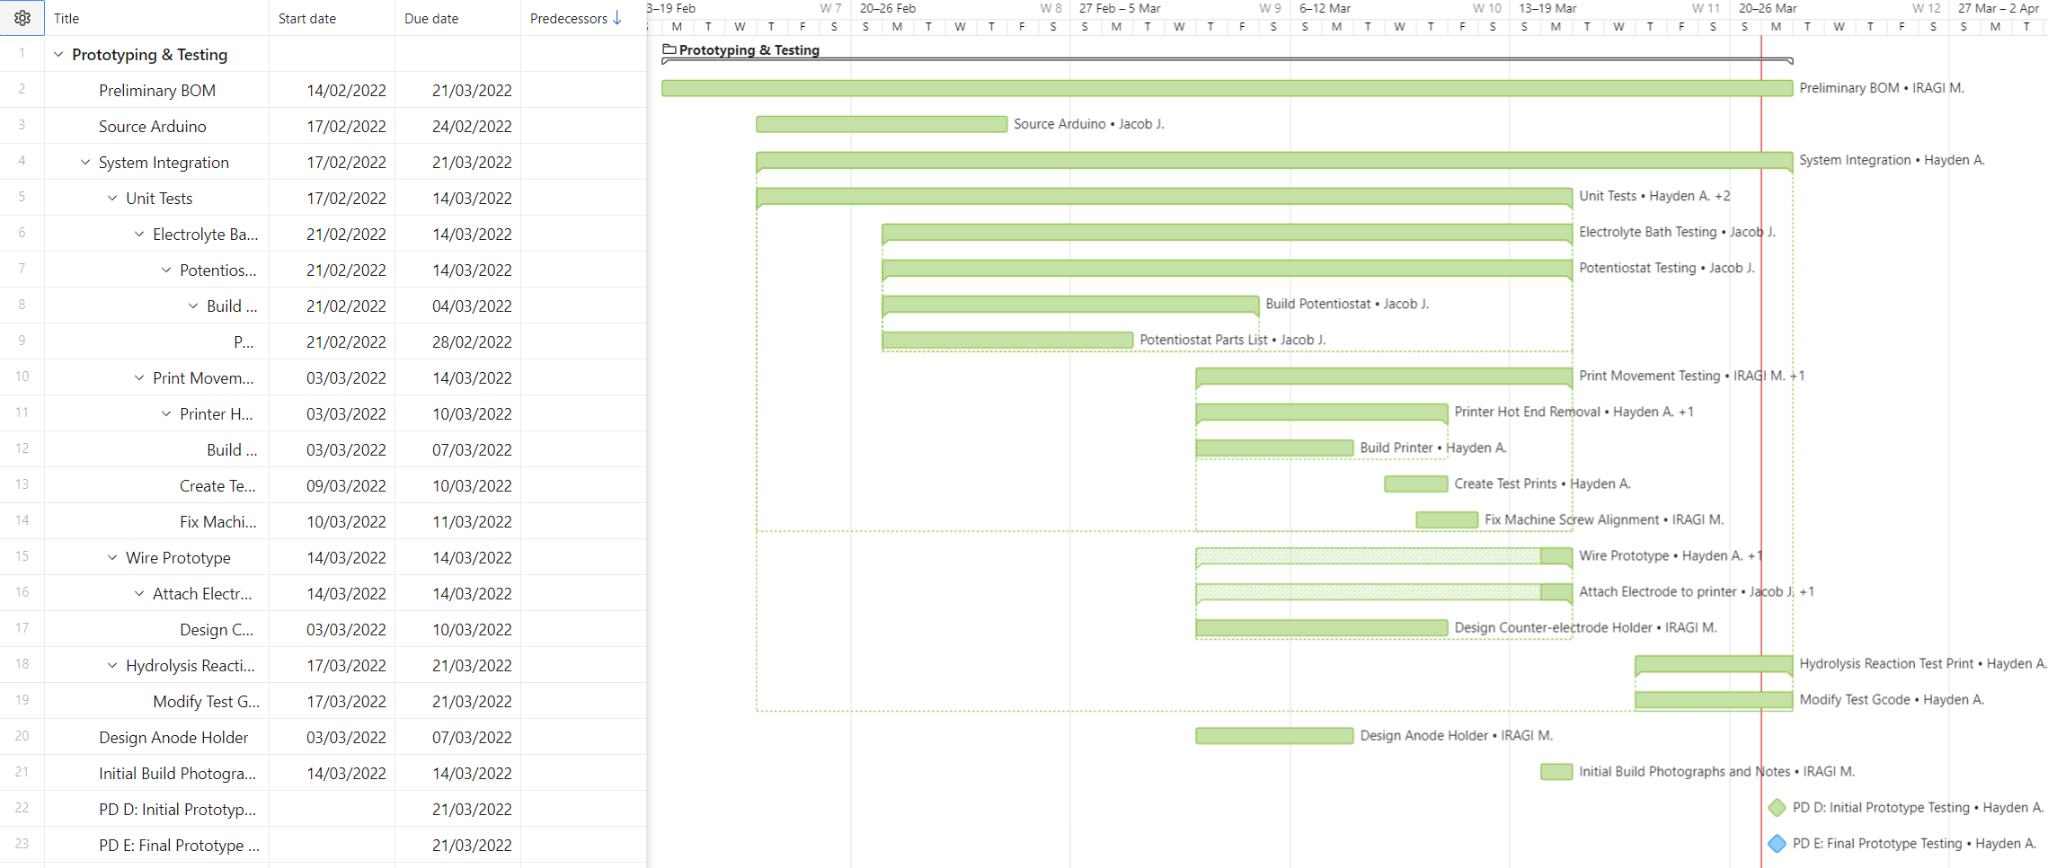 Title Start date Due date Predecessors
3–19 Feb W 7 20–26 Feb W 8 27 Feb – 5 Mar W 9 6–12 Mar W 10 13–19 Mar W 11 20–26 Mar W 12 27 Mar – 2 Apr
M T W T F S S M T W T F S S M T W T F S S M T W T F S S M T W T F S S M T W T F S S M T
1 Prototyping & Testing Prototyping & Testing
2 Preliminary BOM 14/02/2022 21/03/2022 Preliminary BOM • IRAGI M.
3 Source Arduino 17/02/2022 24/02/2022 Source Arduino • Jacob J.
4 System Integration 17/02/2022 21/03/2022 System Integration • Hayden A.
5 Unit Tests 17/02/2022 14/03/2022 Unit Tests • Hayden A. +2
6 Electrolyte Ba... 21/02/2022 14/03/2022 Electrolyte Bath Testing • Jacob J.
7 Potentios... 21/02/2022 14/03/2022 Potentiostat Testing • Jacob J.
8 Build ... 21/02/2022 04/03/2022 Build Potentiostat • Jacob J.
9 P... 21/02/2022 28/02/2022 Potentiostat Parts List • Jacob J.
10 Print Movem... 03/03/2022 14/03/2022 Print Movement Testing • IRAGI M. +1
11 Printer H... 03/03/2022 10/03/2022 Printer Hot End Removal • Hayden A. +1
12 Build ... 03/03/2022 07/03/2022 Build Printer • Hayden A.
13 Create Te... 09/03/2022 10/03/2022 Create Test Prints • Hayden A.
14 Fix Machi... 10/03/2022 11/03/2022 Fix Machine Screw Alignment • IRAGI M.
15 Wire Prototype 14/03/2022 14/03/2022 Wire Prototype • Hayden A. +1
16 Attach Electr... 14/03/2022 14/03/2022 Attach Electrode to printer • Jacob J. +1
17 Design C... 03/03/2022 10/03/2022 Design Counter-electrode Holder • IRAGI M.
18 Hydrolysis Reacti... 17/03/2022 21/03/2022 Hydrolysis Reaction Test Print • Hayden A.
19 Modify Test G... 17/03/2022 21/03/2022 Modify Test Gcode • Hayden A.
20 Design Anode Holder 03/03/2022 07/03/2022 Design Anode Holder • IRAGI M.
21 Initial Build Photogra... 14/03/2022 14/03/2022 Initial Build Photographs and Notes • IRAGI M.
22 PD D: Initial Prototyp... 21/03/2022 PD D: Initial Prototype Testing • Hayden A.
23 PD E: Final Prototype ... 21/03/2022 PD E: Final Prototype Testing • Hayden A.